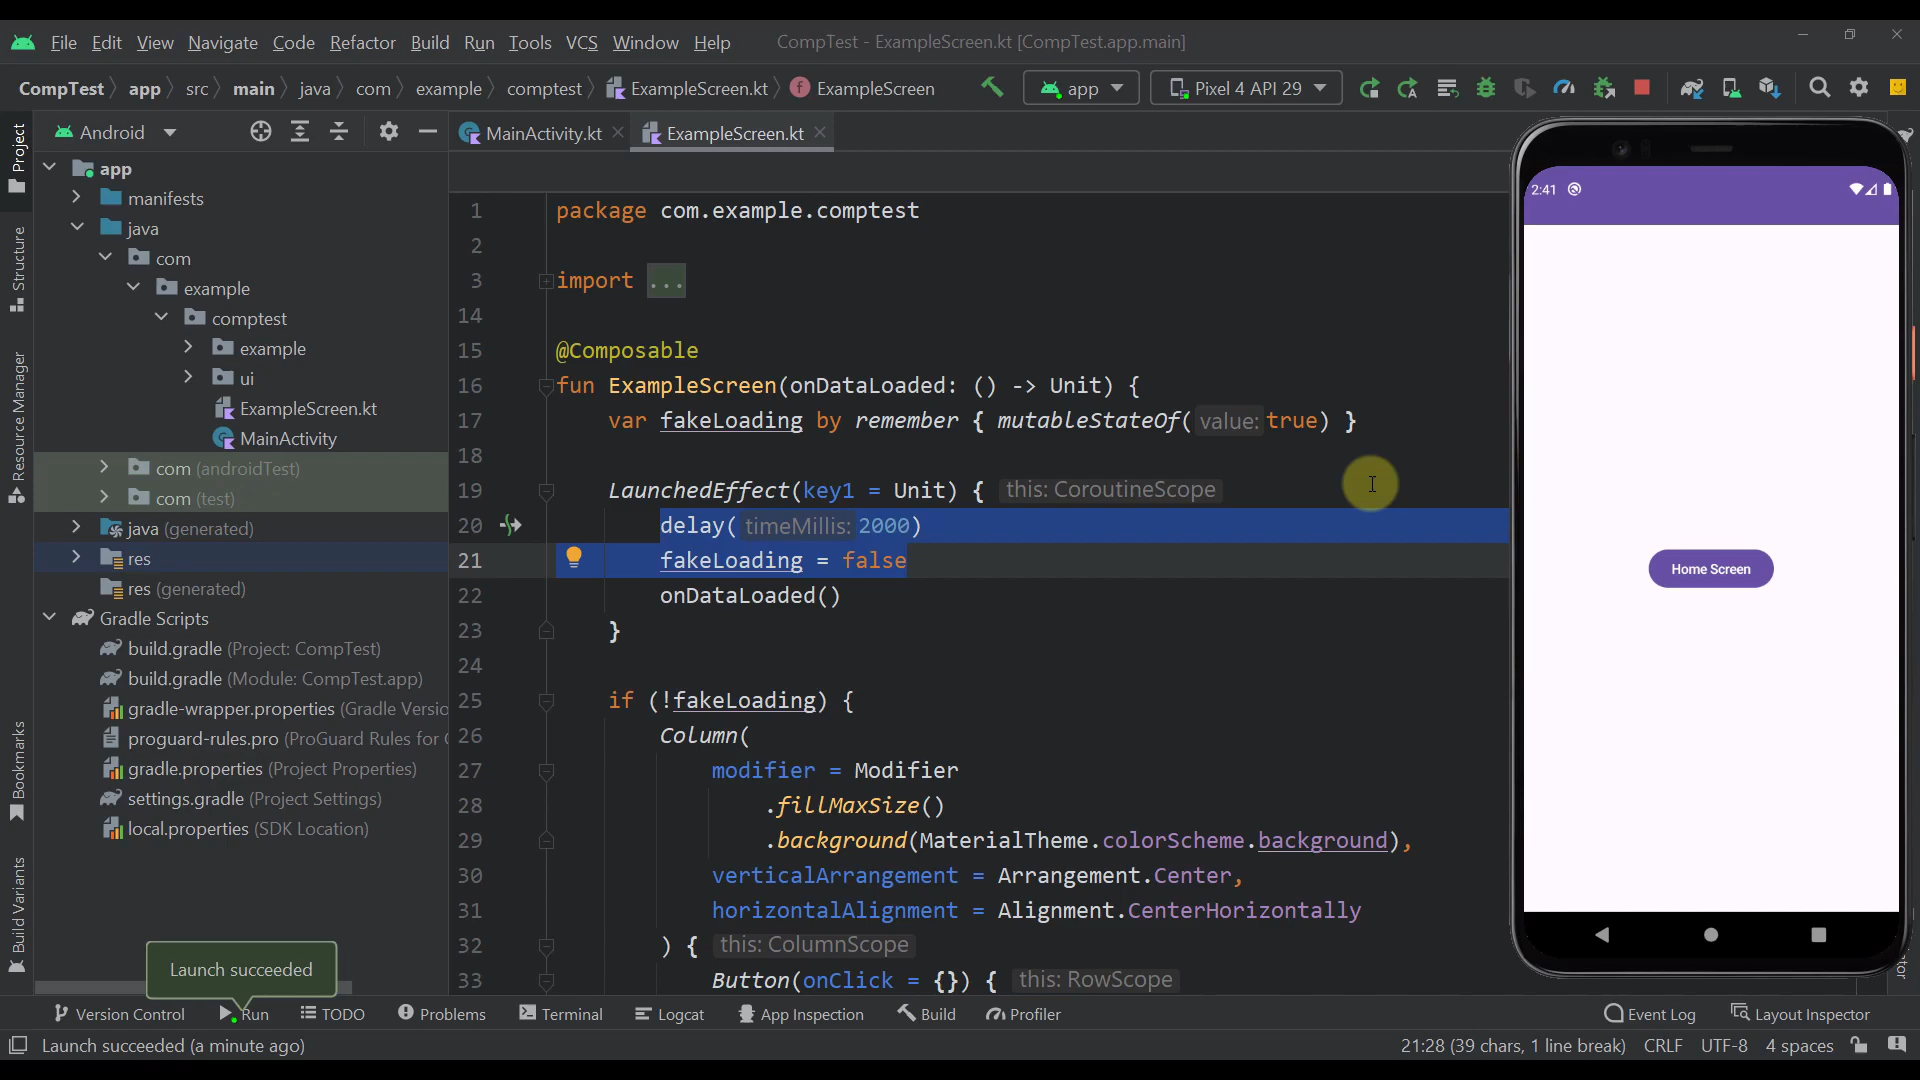 File Edit View Navigate Code Refactor Build Run Tools VCS Window Help CompTest - ExampleScreen.kt [CompTest.app.main]
CompTest app src main java com example comptest ExampleScreen.kt ExampleScreen app Pixel 4 API 29
Project
Structure
Resource Manager
Bookmarks
Build Variants
Android
app
manifests
java
com
example
comptest
example
ui
ExampleScreen.kt
MainActivity
com (androidTest)
com (test)
java (generated)
res
res (generated)
Gradle Scripts
build.gradle (Project: CompTest)
build.gradle (Module: CompTest.app)
gradle-wrapper.properties (Gradle Versio
proguard-rules.pro (ProGuard Rules for
gradle.properties (Project Properties)
settings.gradle (Project Settings)
local.properties (SDK Location)
Launch succeeded
MainActivity.kt ExampleScreen.kt
1 package com.example.comptest
2
3 import ...
14
15 @Composable
16 fun ExampleScreen(onDataLoaded: () -> Unit) {
17 var fakeLoading by remember { mutableStateOf( value: true) }
18
19 LaunchedEffect(key1 = Unit) { this: CoroutineScope
20 delay( timeMillis: 2000)
21 fakeLoading = false
22 onDataLoaded()
23 }
24
25 if (!fakeLoading) {
26 Column(
27 modifier = Modifier
28 .fillMaxSize()
29 .background(MaterialTheme.colorScheme.background),
30 verticalArrangement = Arrangement.Center,
31 horizontalAlignment = Alignment.CenterHorizontally
32 ) { this: ColumnScope
33 Button(onClick = {}) { this: RowScope
2:41
Home Screen
Version Control Run TODO Problems Terminal Logcat App Inspection Build Profiler Event Log Layout Inspector
Launch succeeded (a minute ago) 21:28 (39 chars, 1 line break) CRLF UTF-8 4 spaces